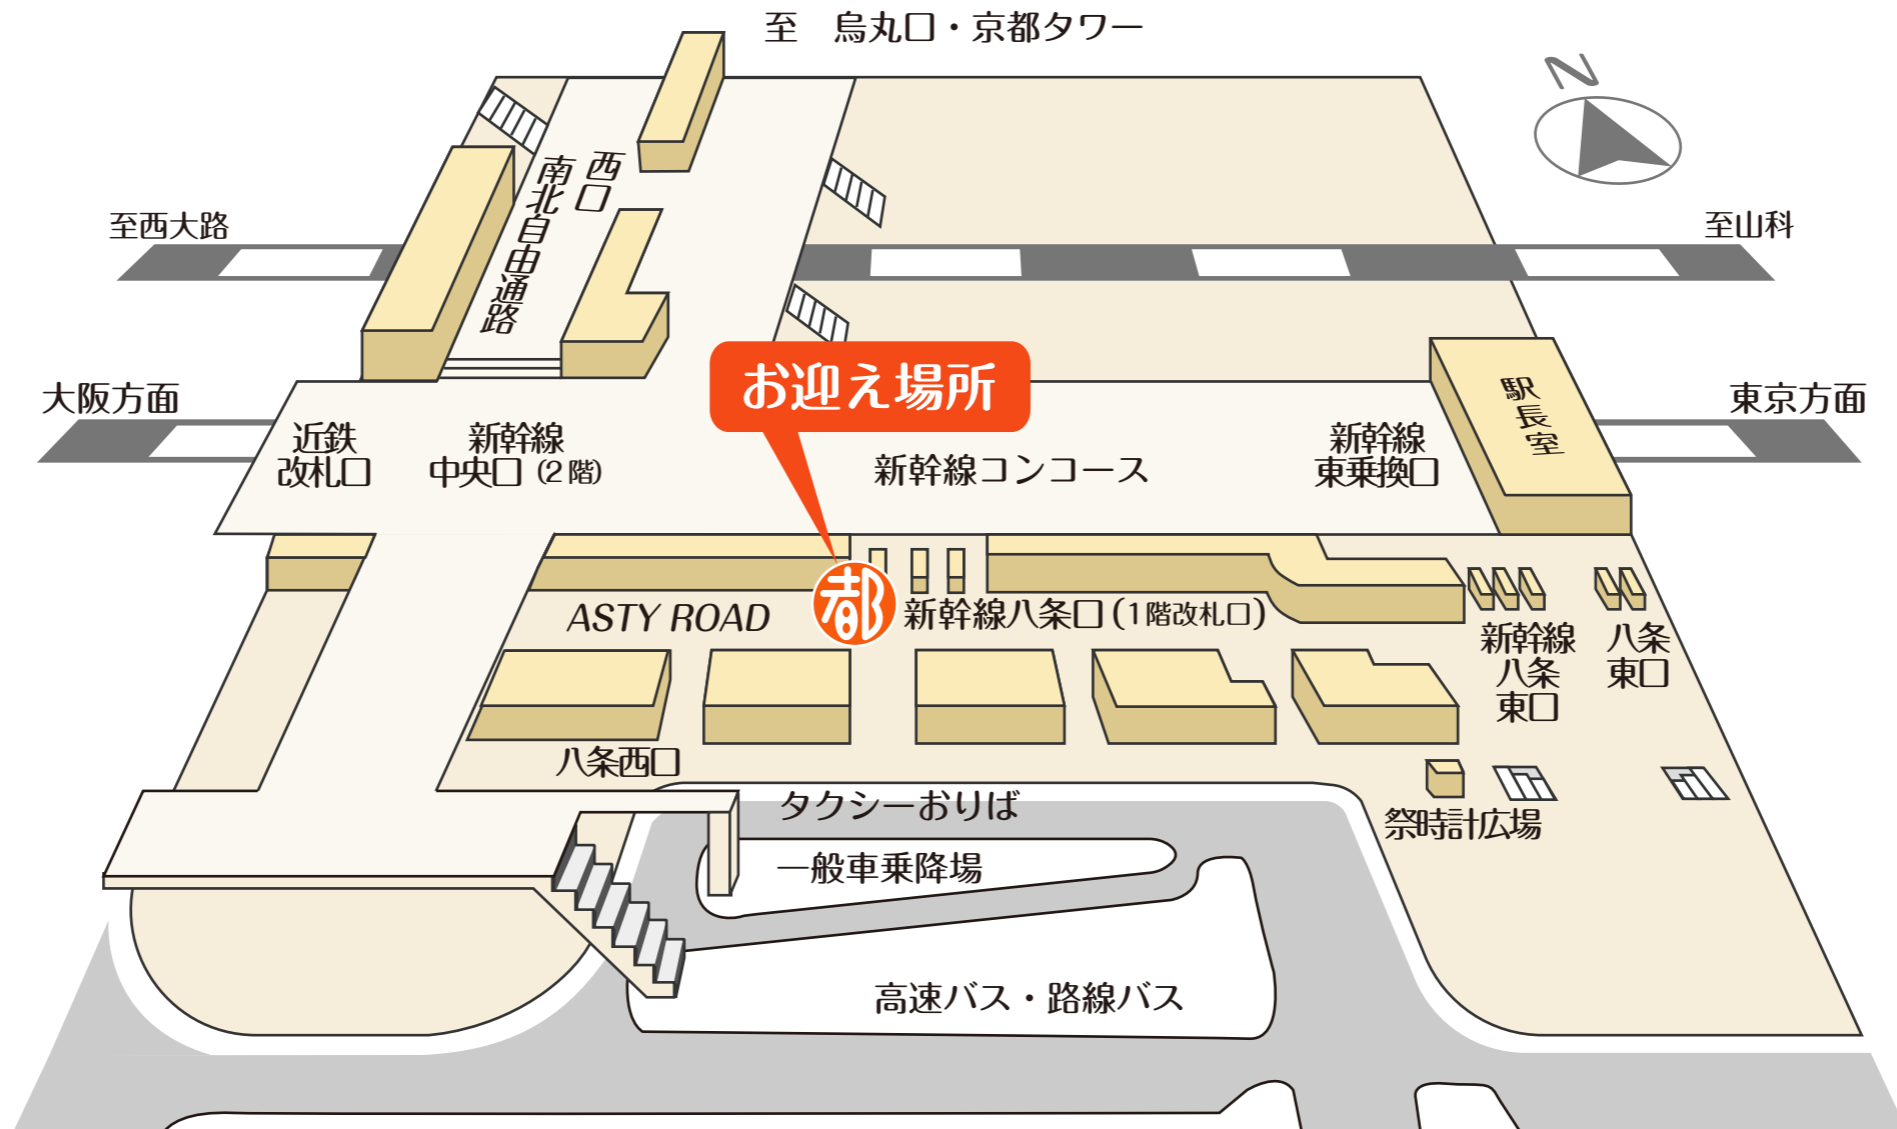 至　烏丸口・京都タワー
N
西口
南北自由通路
至西大路
至山科
大阪方面
東京方面
お迎え場所
駅長室
近鉄
改札口
新幹線
中央口（2階）
新幹線コンコース
新幹線
東乗換口
都
ASTY ROAD
新幹線八条口（1階改札口）
新幹線
八条
東口
八条
東口
八条西口
タクシーおりば
祭時計広場
一般車乗降場
高速バス・路線バス